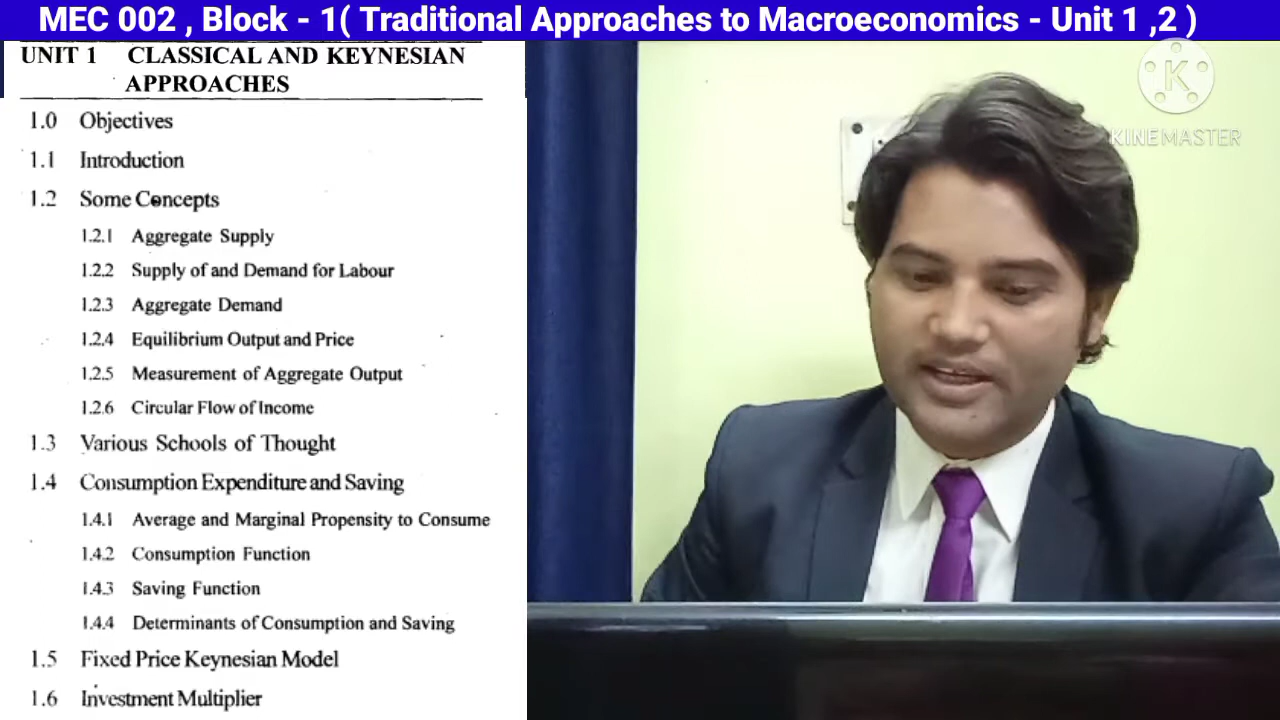 MEC 002 , Block - 1( Traditional Approaches to Macroeconomics - Unit 1 ,2 )
UNIT 1 CLASSICAL AND KEYNESIAN
APPROACHES
1.0 Objectives
1.1 Introduction
1.2 Some Concepts
1.2.1 Aggregate Supply
1.2.2 Supply of and Demand for Labour
1.2.3 Aggregate Demand
1.2.4 Equilibrium Output and Price
1.2.5 Measurement of Aggregate Output
1.2.6 Circular Flow of Income
1.3 Various Schools of Thought
1.4 Consumption Expenditure and Saving
1.4.1 Average and Marginal Propensity to Consume
1.4.2 Consumption Function
1.4.3 Saving Function
1.4.4 Determinants of Consumption and Saving
1.5 Fixed Price Keynesian Model
1.6 Investment Multiplier
K
KINEMASTER